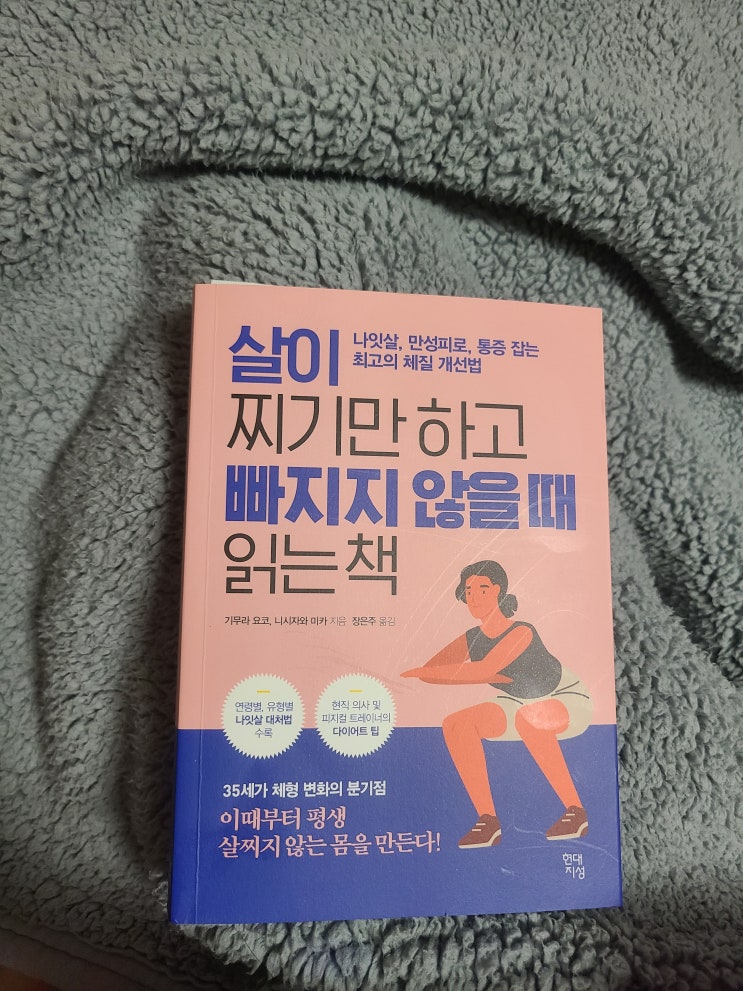 살이
나잇살, 만성피로, 통증 잡는
최고의 체질 개선법
찌기만 하고
빠지지 않을 때
읽는 책
기무라 요코, 니시자와 미카 지음 장은주 옮김
연령별, 유형별
나잇살 대처법
수록
현직 의사 및
피지컬 트레이너의
다이어트 팁
35세가 체형 변화의 분기점
이때부터 평생
살찌지 않는 몸을 만든다!
현대
지성